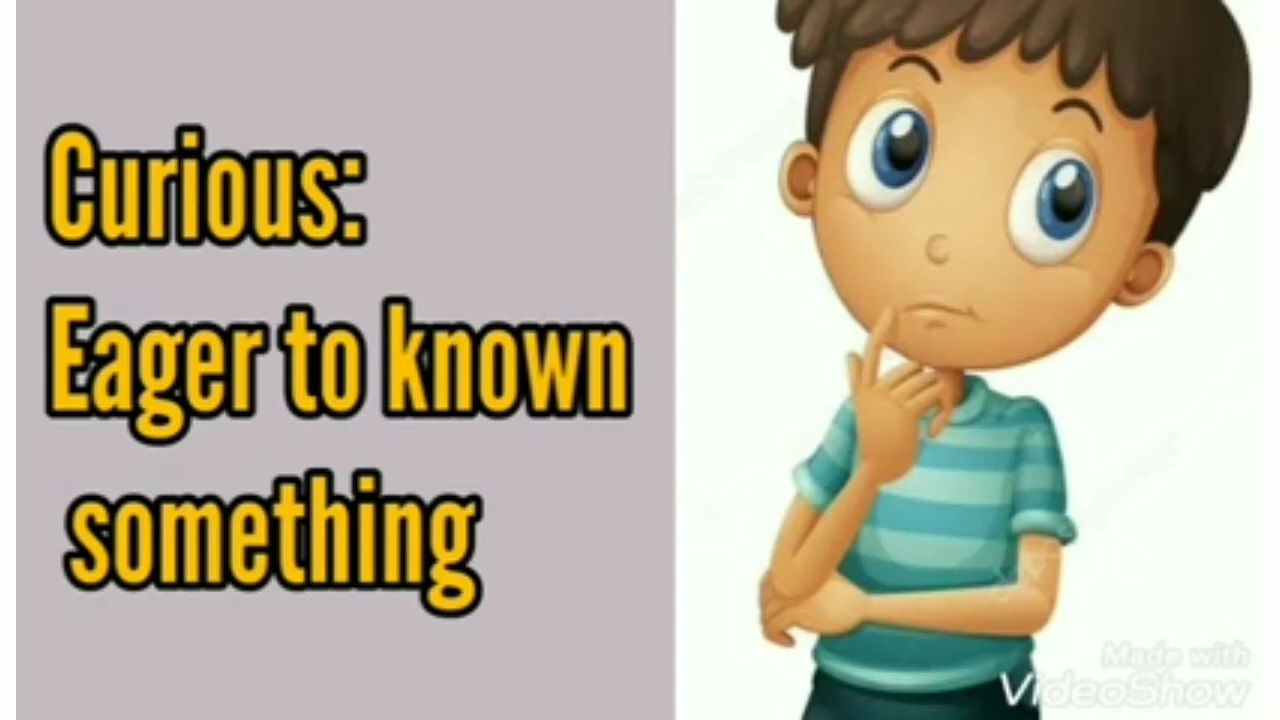 Curious:
Eager to known
something
Made with
VideoShow